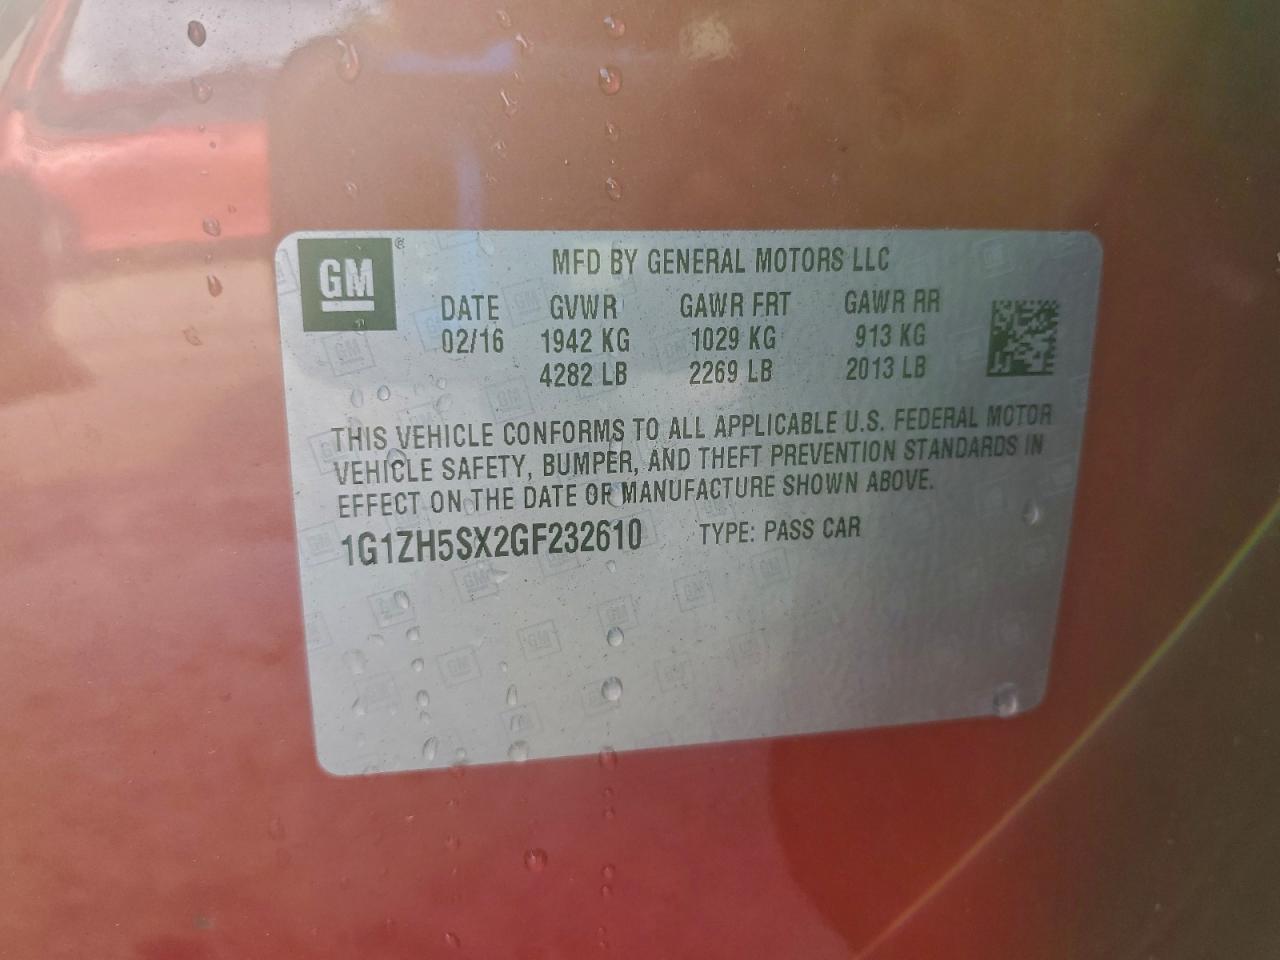 GM ®
MFD BY GENERAL MOTORS LLC
DATE GVWR GAWR FRT GAWR RR
02/16 1942 KG 1029 KG 913 KG
4282 LB 2269 LB 2013 LB
THIS VEHICLE CONFORMS TO ALL APPLICABLE U.S. FEDERAL MOTOR
VEHICLE SAFETY, BUMPER, AND THEFT PREVENTION STANDARDS IN
EFFECT ON THE DATE OF MANUFACTURE SHOWN ABOVE.
1G1ZH5SX2GF232610 TYPE: PASS CAR